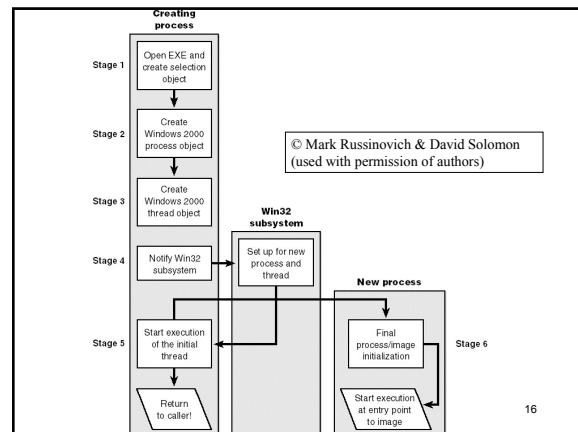 Creating
process
Stage 1
Open EXE and
create selection
object
Stage 2
Create
Windows 2000
process object
© Mark Russinovich & David Solomon
(used with permission of authors)
Stage 3
Create
Windows 2000
thread object
Win32
subsystem
Stage 4
Notify Win32
subsystem
Set up for new
process and
thread
New process
Stage 5
Start execution
of the initial
thread
Final
process/image
initialization
Stage 6
Return
to caller!
Start execution
at entry point
to image
16